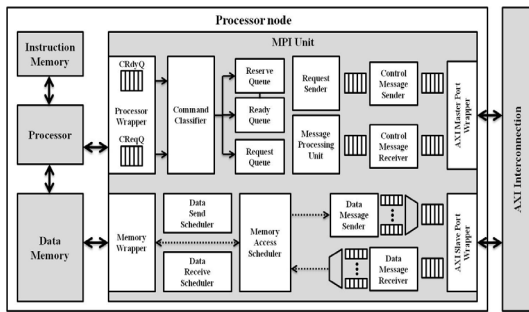 Processor node
MPI Unit
Instruction
Memory
Processor
Data
Memory
CRdyQ
Processor
Wrapper
CReqQ
Command
Classifier
Reserve
Queue
Ready
Queue
Request
Queue
Request
Sender
Message
Processing
Unit
Control
Message
Sender
Control
Message
Receiver
AXI Master Port
Wrapper
Memory
Wrapper
Data
Send
Scheduler
Data
Receive
Scheduler
Memory
Access
Scheduler
Data
Message
Sender
Data
Message
Receiver
AXI Slave Port
Wrapper
AXI Interconnection